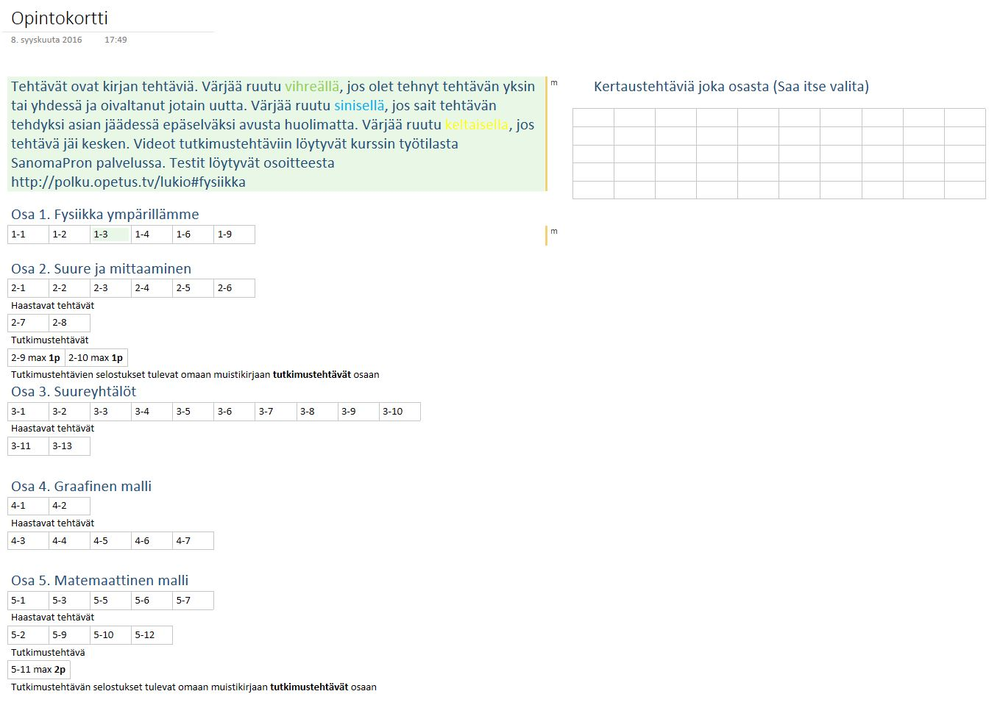 Opintokortti
8. syyskuuta 2016 17:49
Tehtävät ovat kirjan tehtäviä. Värjää ruutu vihreällä, jos olet tehnyt tehtävän yksin
tai yhdessä ja oivaltanut jotain uutta. Värjää ruutu sinisellä, jos sait tehtävän
tehdyksi asian jäädessä epäselväksi avusta huolimatta. Värjää ruutu keltaisella, jos
tehtävä jäi kesken. Videot tutkimustehtäviin löytyvät kurssin työtilasta
SanomaPron palvelussa. Testit löytyvät osoitteesta
http://polku.opetus.tv/lukio#fysiikka
m
Kertaustehtäviä joka osasta (Saa itse valita)
Osa 1. Fysiikka ympärillämme
1-1 1-2 1-3 1-4 1-6 1-9
m
Osa 2. Suure ja mittaaminen
2-1 2-2 2-3 2-4 2-5 2-6
Haastavat tehtävät
2-7 2-8
Tutkimustehtävät
2-9 max 1p 2-10 max 1p
Tutkimustehtävien selostukset tulevat omaan muistikirjaan tutkimustehtävät osaan
Osa 3. Suureyhtälöt
3-1 3-2 3-3 3-4 3-5 3-6 3-7 3-8 3-9 3-10
Haastavat tehtävät
3-11 3-13
Osa 4. Graafinen malli
4-1 4-2
Haastavat tehtävät
4-3 4-4 4-5 4-6 4-7
Osa 5. Matemaattinen malli
5-1 5-3 5-5 5-6 5-7
Haastavat tehtävät
5-2 5-9 5-10 5-12
Tutkimustehtävä
5-11 max 2p
Tutkimustehtävän selostukset tulevat omaan muistikirjaan tutkimustehtävät osaan